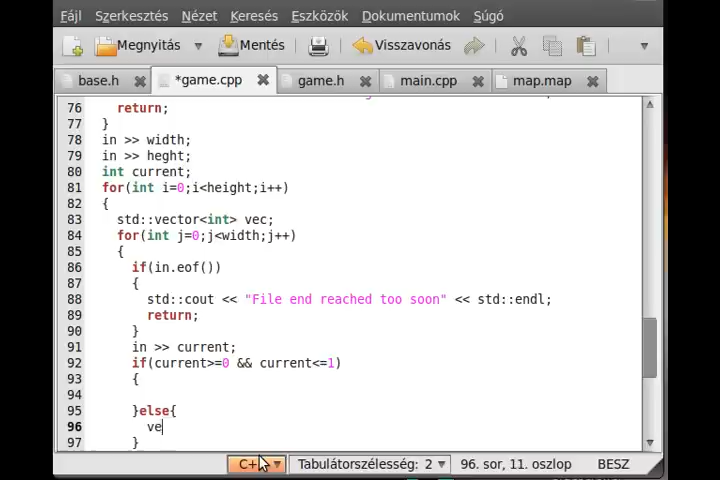 Fájl Szerkesztés Nézet Keresés Eszközök Dokumentumok Súgó
Megnyitás Mentés Visszavonás
base.h *game.cpp game.h main.cpp map.map
76 return;
77 }
78 in >> width;
79 in >> heght;
80 int current;
81 for(int i=0;i<height;i++)
82 {
83 std::vector<int> vec;
84 for(int j=0;j<width;j++)
85 {
86 if(in.eof())
87 {
88 std::cout << "File end reached too soon" << std::endl;
89 return;
90 }
91 in >> current;
92 if(current>=0 && current<=1)
93 {
94
95 }else{
96 ve
97 }
C+ Tabulátorszélesség: 2 96. sor, 11. oszlop BESZ